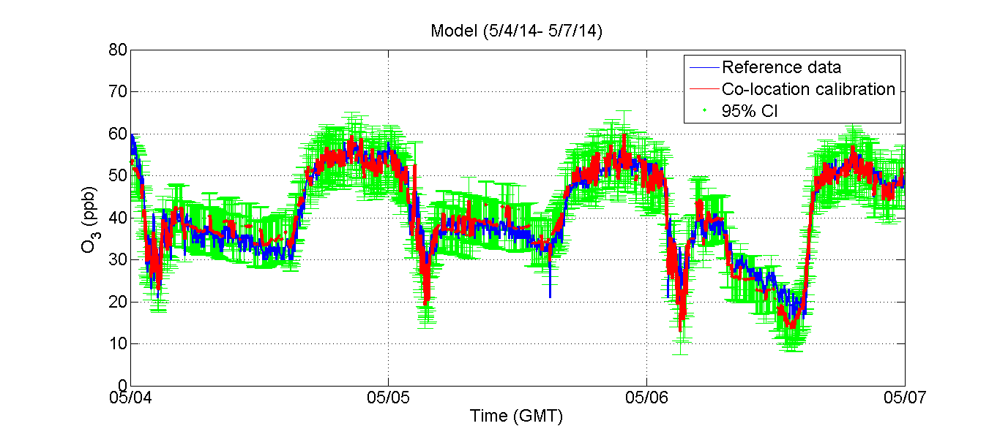 Model (5/4/14- 5/7/14)
80
70
60
50
40
30
20
10
0
O3 (ppb)
Reference data
Co-location calibration
95% CI
05/04 05/05 05/06 05/07
Time (GMT)